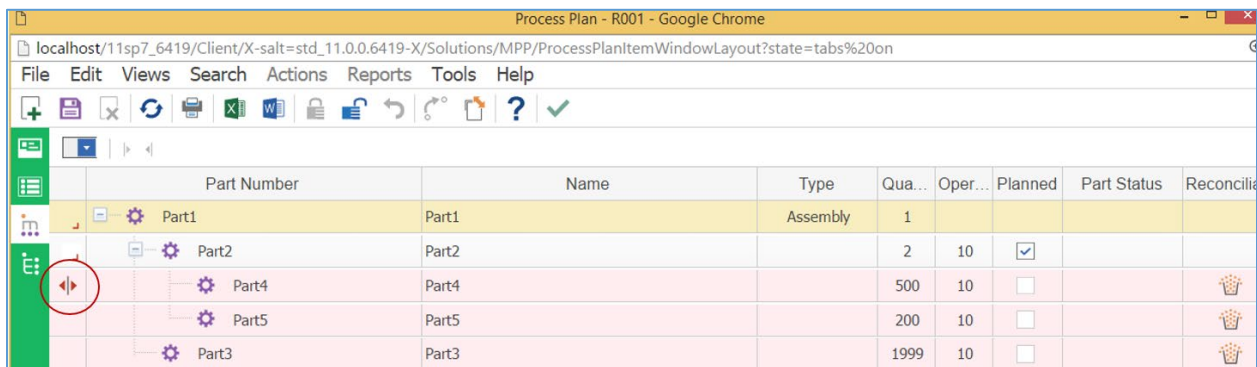 Process Plan - R001 - Google Chrome
localhost/11sp7_6419/Client/X-salt=std_11.0.0.6419-X/Solutions/MPP/ProcessPlanItemWindowLayout?state=tabs%20on
File Edit Views Search Actions Reports Tools Help
Part Number Name Type Qua... Oper... Planned Part Status Reconcilia
Part1 Part1 Assembly 1
Part2 Part2 2 10
Part4 Part4 500 10
Part5 Part5 200 10
Part3 Part3 1999 10